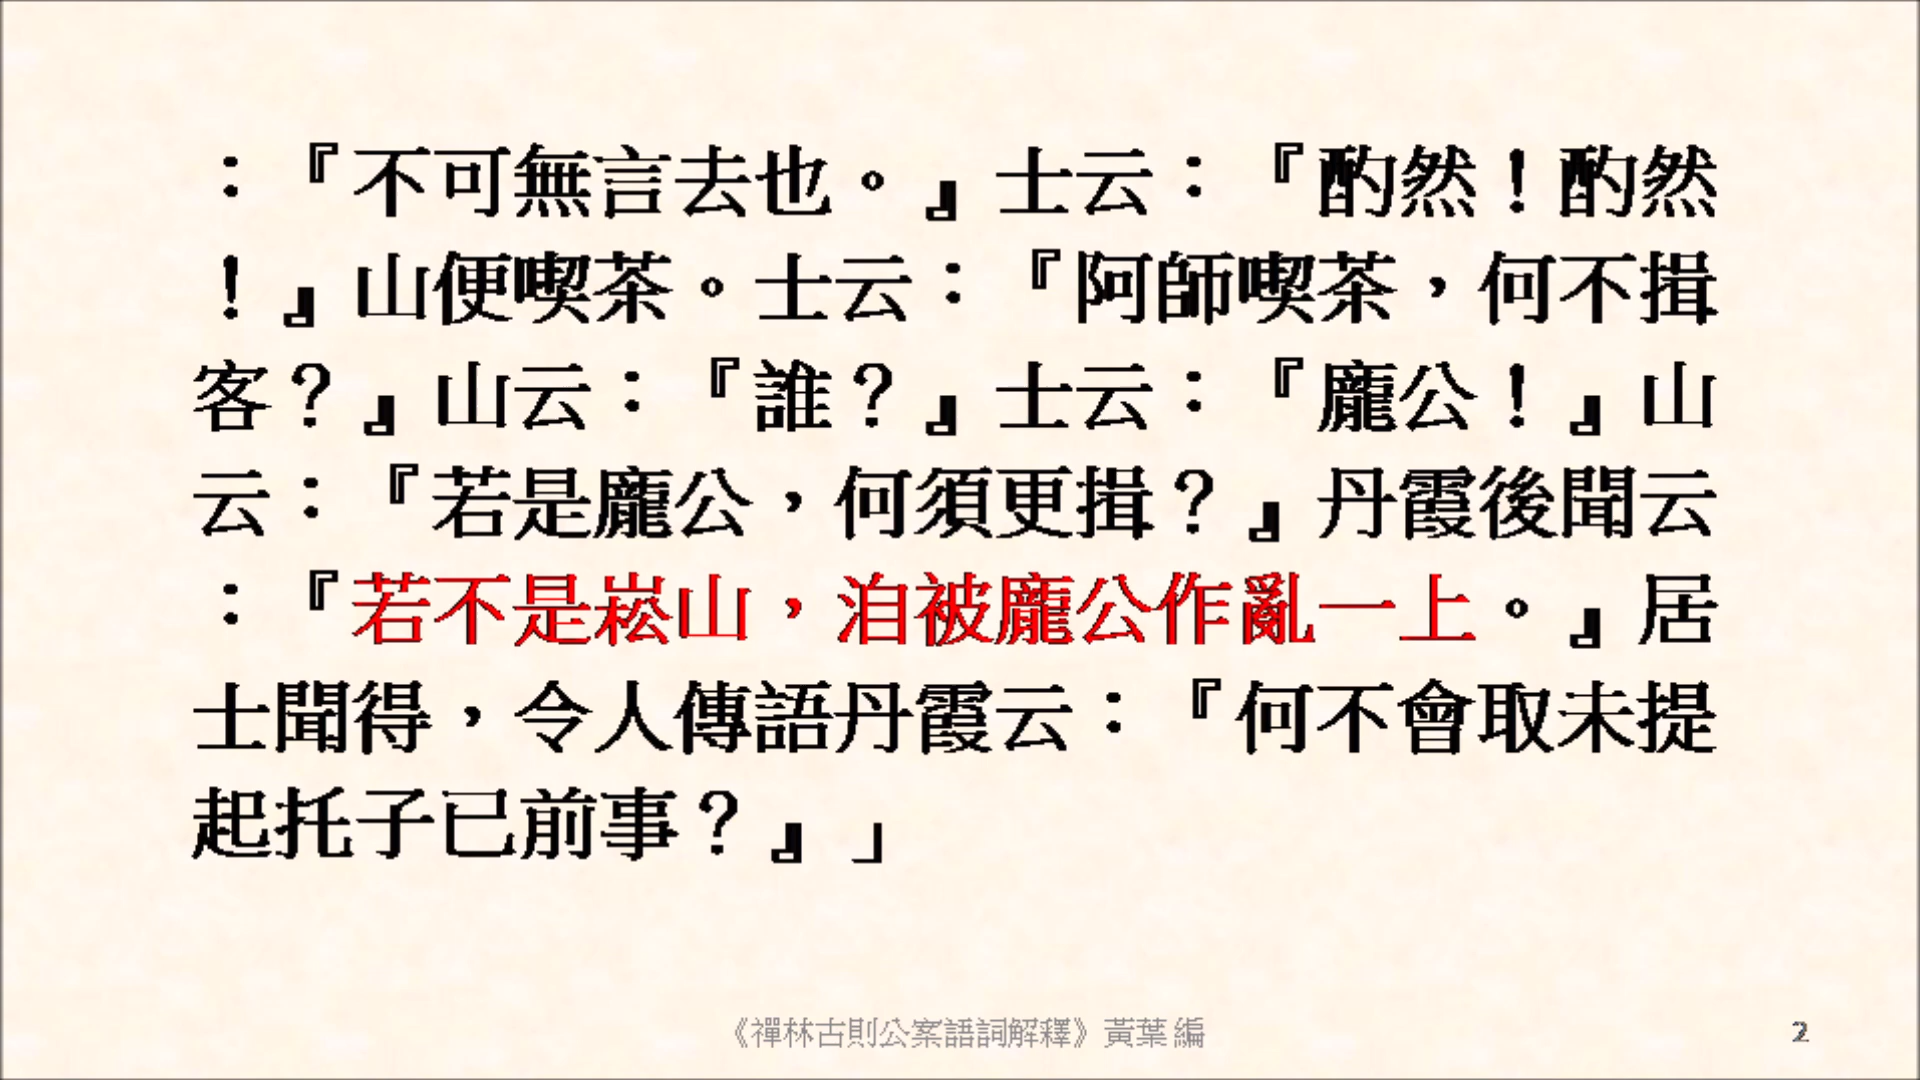 ：『不可無言去也。』士云：『酌然！酌然
！』山便喫茶。士云：『阿師喫茶，何不揖
客？』山云：『誰？』士云：『龐公！』山
云：『若是龐公，何須更揖？』丹霞後聞云
：『若不是崧山，洎被龐公作亂一上。』居
士聞得，令人傳語丹霞云：『何不會取未提
起托子已前事？』」
《禪林古則公案語詞解釋》黃葉 編
2